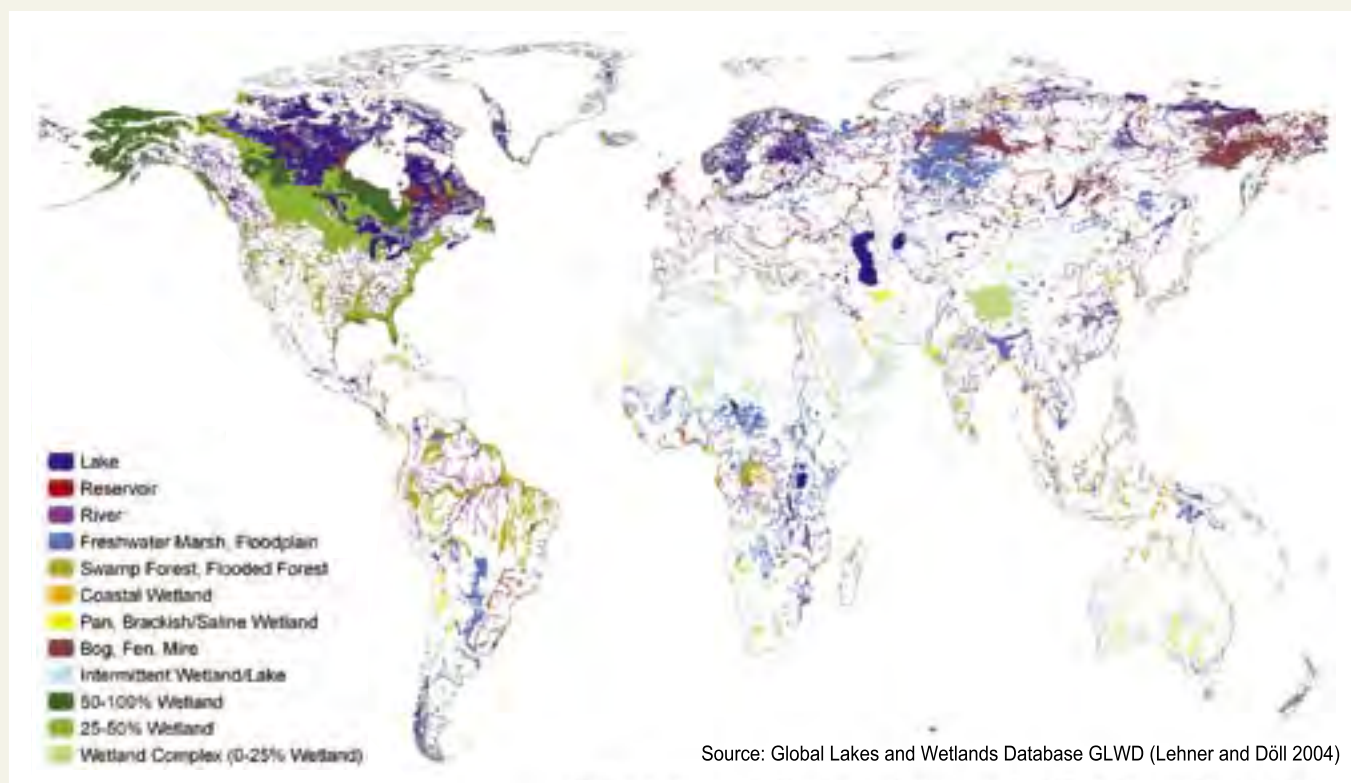 Lake
Reservoir
River
Freshwater Marsh, Floodplain
Swamp Forest, Flooded Forest
Coastal Wetland
Pan, Brackish/Saline Wetland
Bog, Fen, Mire
Intermittent Wetland/Lake
50-100% Wetland
25-50% Wetland
Wetland Complex (0-25% Wetland)
Source: Global Lakes and Wetlands Database GLWD (Lehner and Döll 2004)